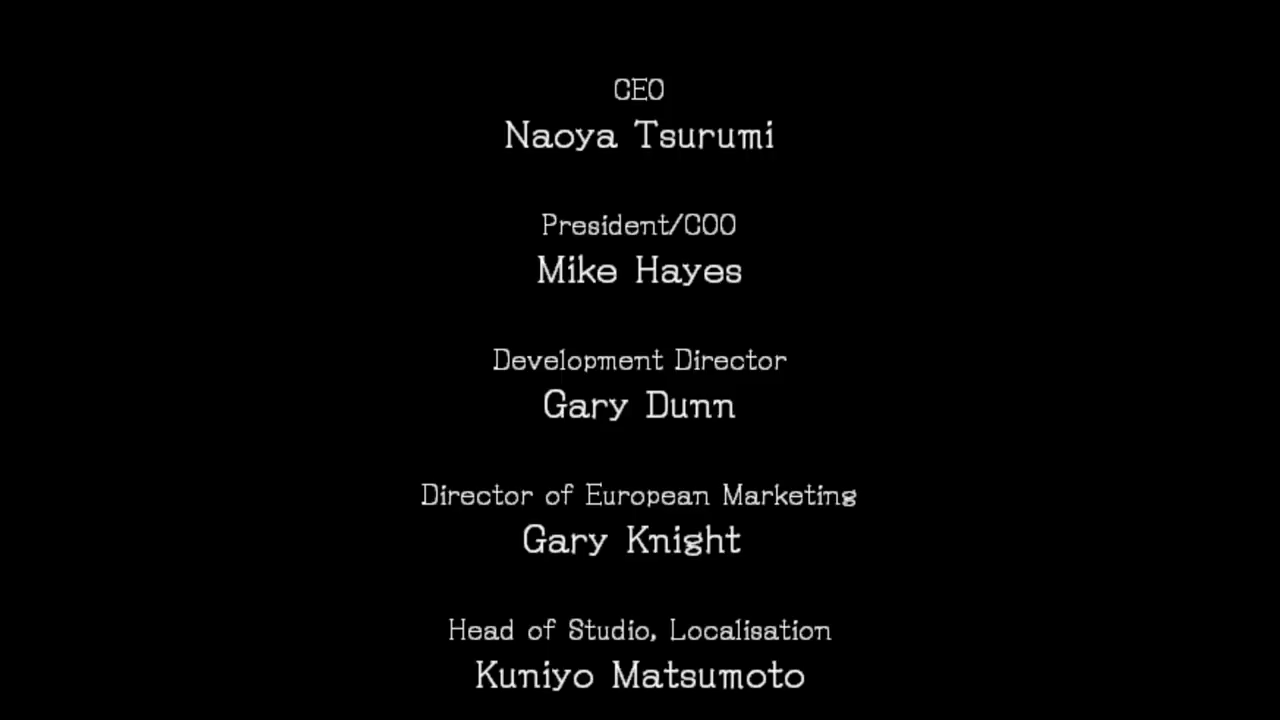 CEO
Naoya Tsurumi
President/COO
Mike Hayes
Development Director
Gary Dunn
Director of European Marketing
Gary Knight
Head of Studio, Localisation
Kuniyo Matsumoto